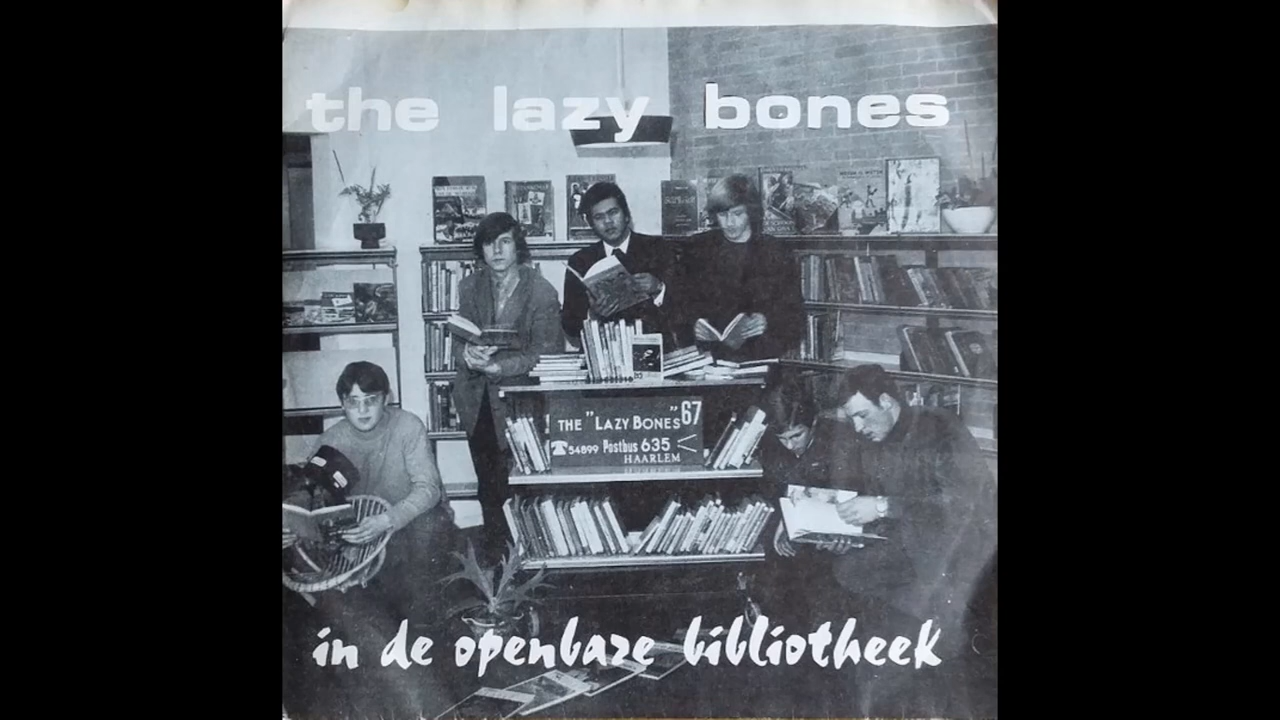 the lazy bones
THE "LAZY BONES" 67
☎54899 Postbus 635
HAARLEM
in de openbare bibliotheek